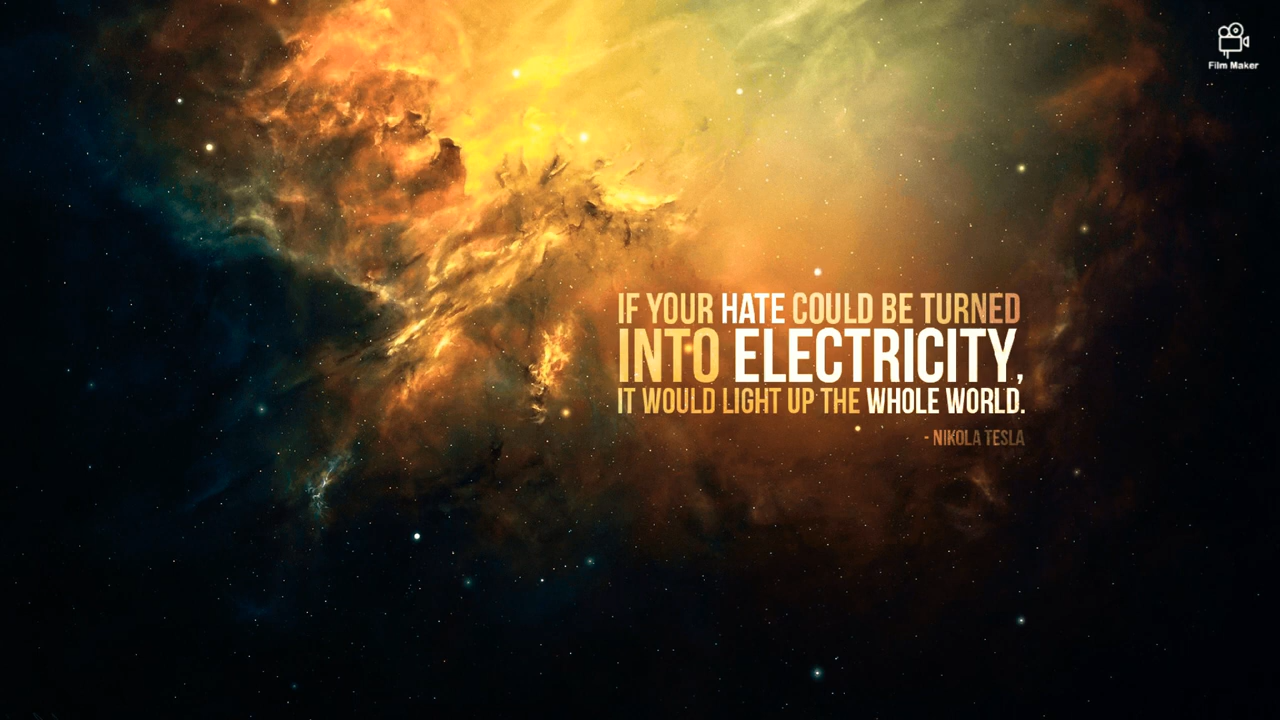 Film Maker
IF YOUR HATE COULD BE TURNED
INTO ELECTRICITY,
IT WOULD LIGHT UP THE WHOLE WORLD.
- NIKOLA TESLA